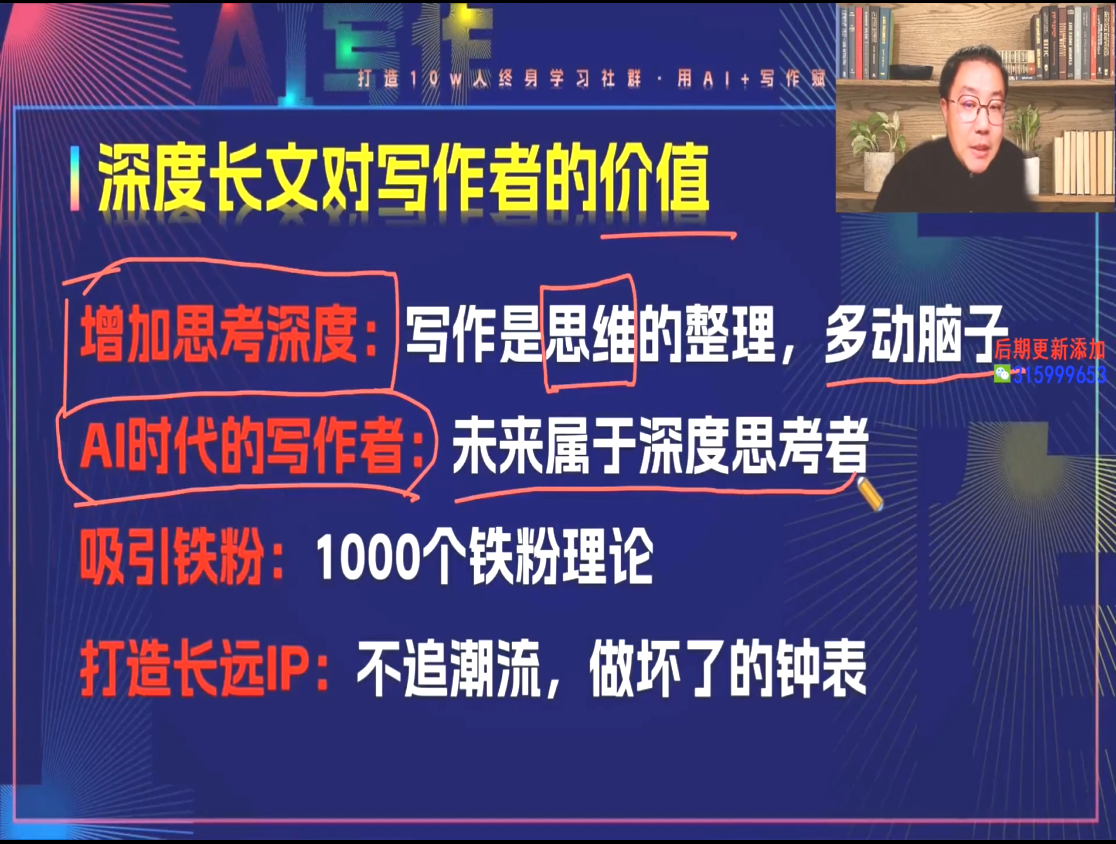 AI写作
打造10w人终身学习社群·用AI+写作赋
深度长文对写作者的价值
增加思考深度：写作是思维的整理，多动脑子
后期更新添加
315999653
AI时代的写作者：未来属于深度思考者
吸引铁粉：1000个铁粉理论
打造长远IP：不追潮流，做坏了的钟表